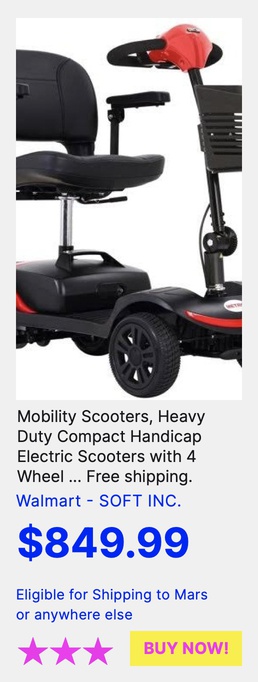 Mobility Scooters, Heavy
Duty Compact Handicap
Electric Scooters with 4
Wheel ... Free shipping.
Walmart - SOFT INC.
$849.99
Eligible for Shipping to Mars
or anywhere else
BUY NOW!